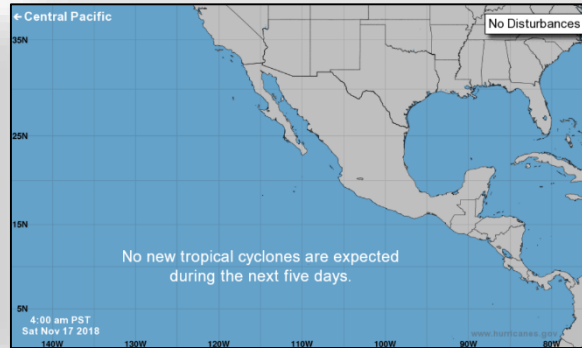 ← Central Pacific
No Disturbances
35N
25N
15N
No new tropical cyclones are expected
during the next five days.
5N
4:00 am PST
Sat Nov 17 2018
www.hurricanes.gov
140W
130W
120W
110W
100W
90W
80W